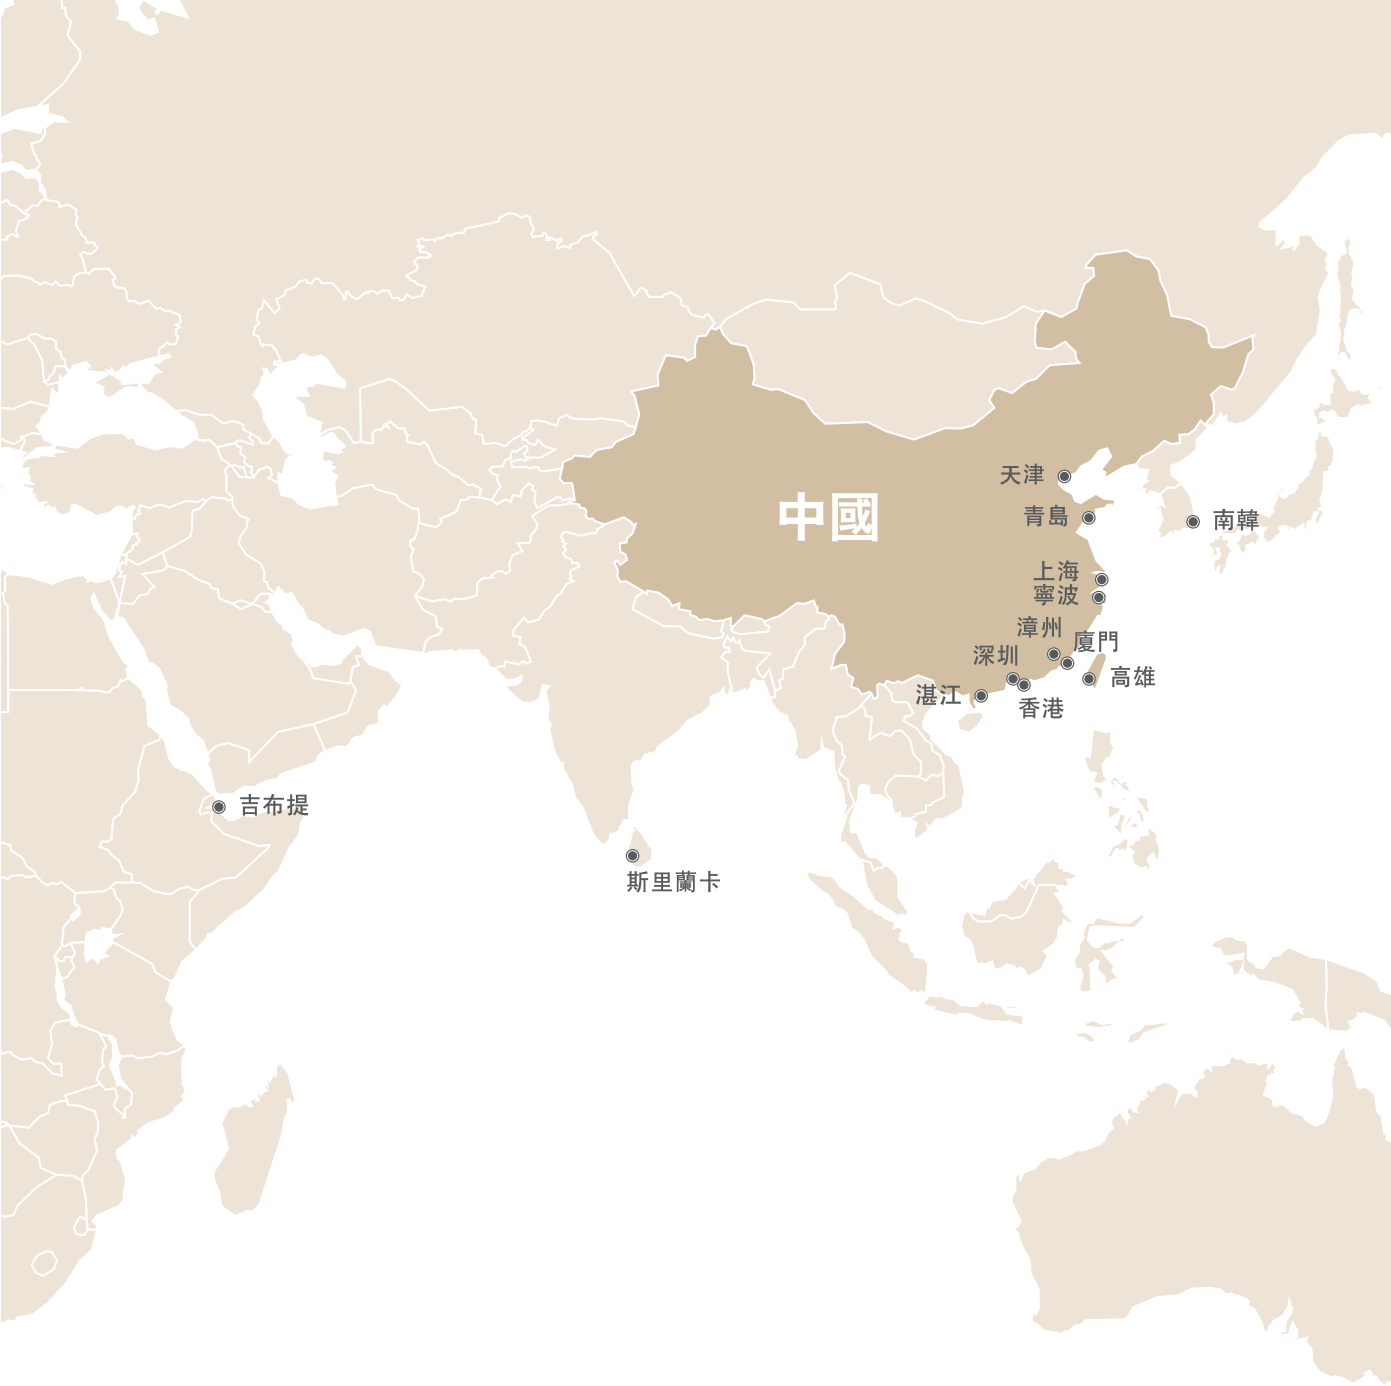 天津
中國
青島
南韓
上海
寧波
漳州
廈門
深圳
高雄
湛江
香港
吉布提
斯里蘭卡